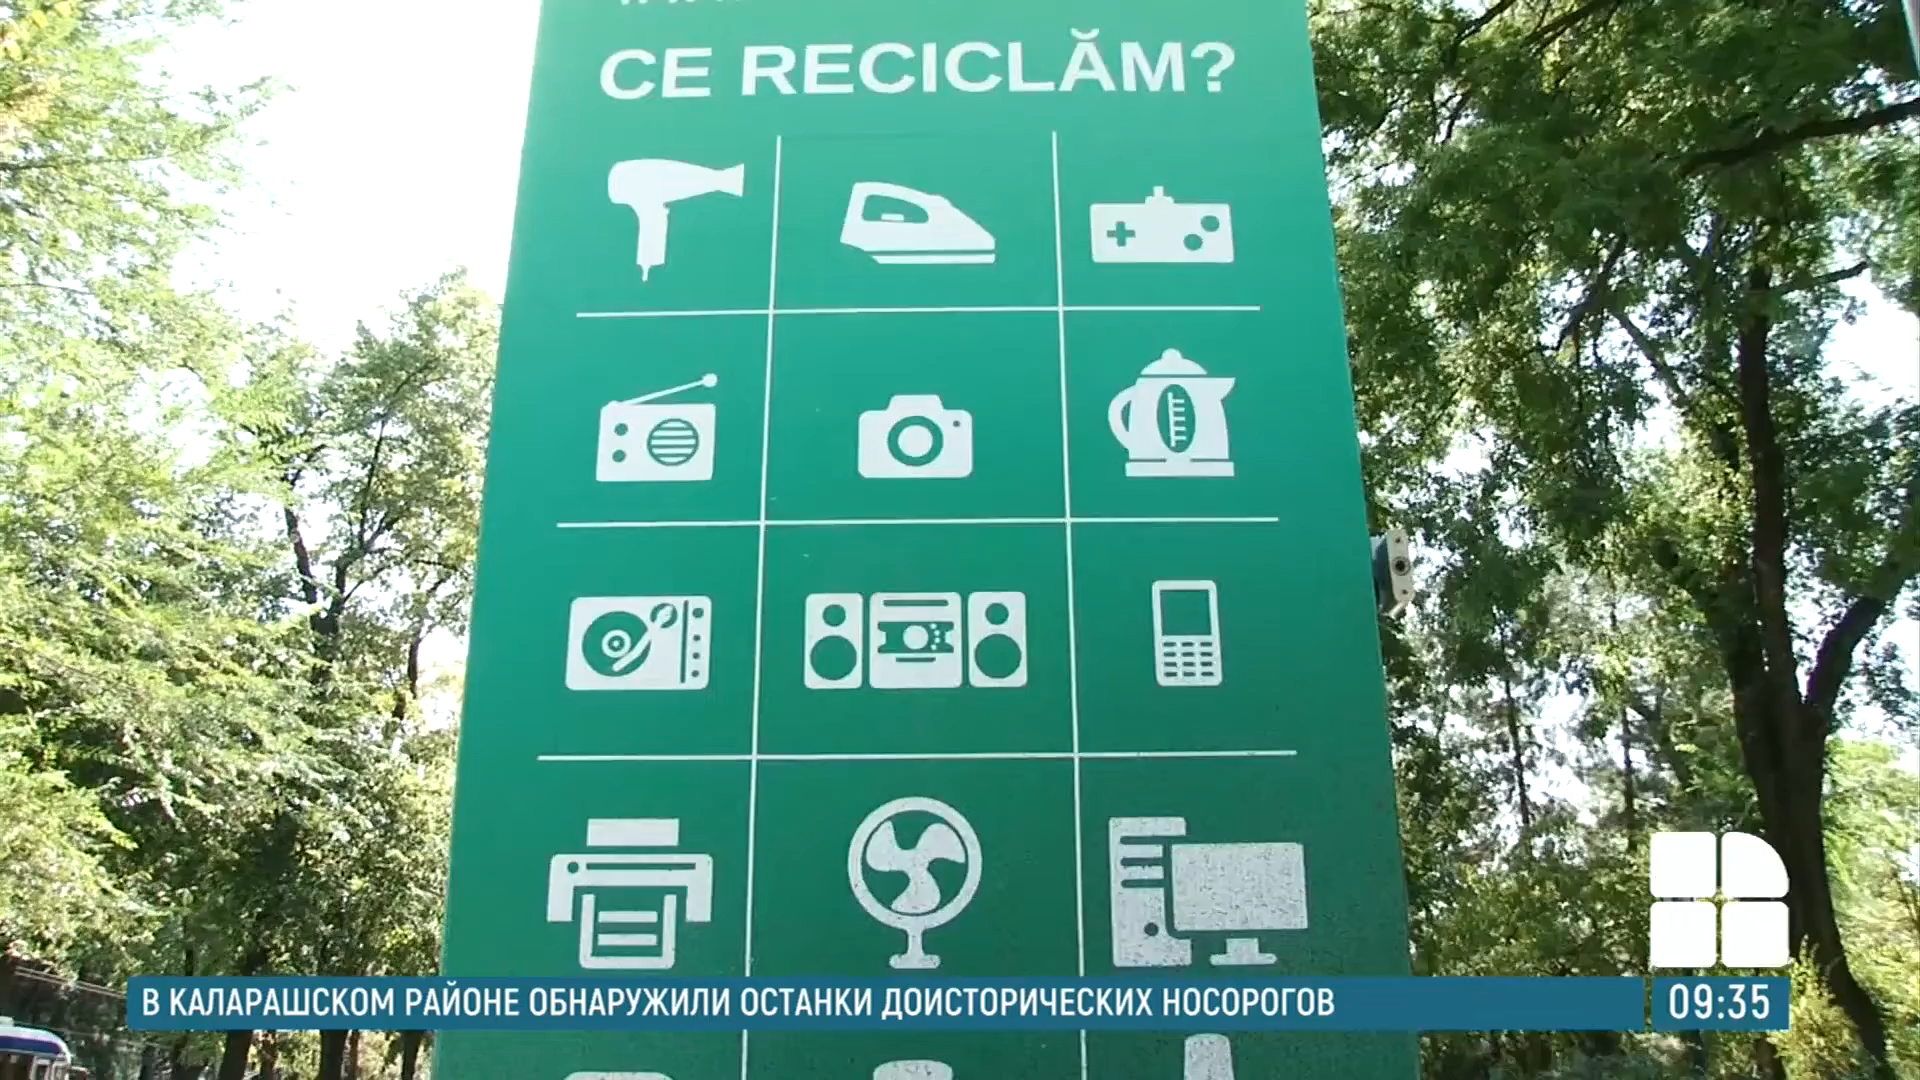 CE RECICLĂM?
В КАЛАРАШСКОМ РАЙОНЕ ОБНАРУЖИЛИ ОСТАНКИ ДОИСТОРИЧЕСКИХ НОСОРОГОВ
09:35